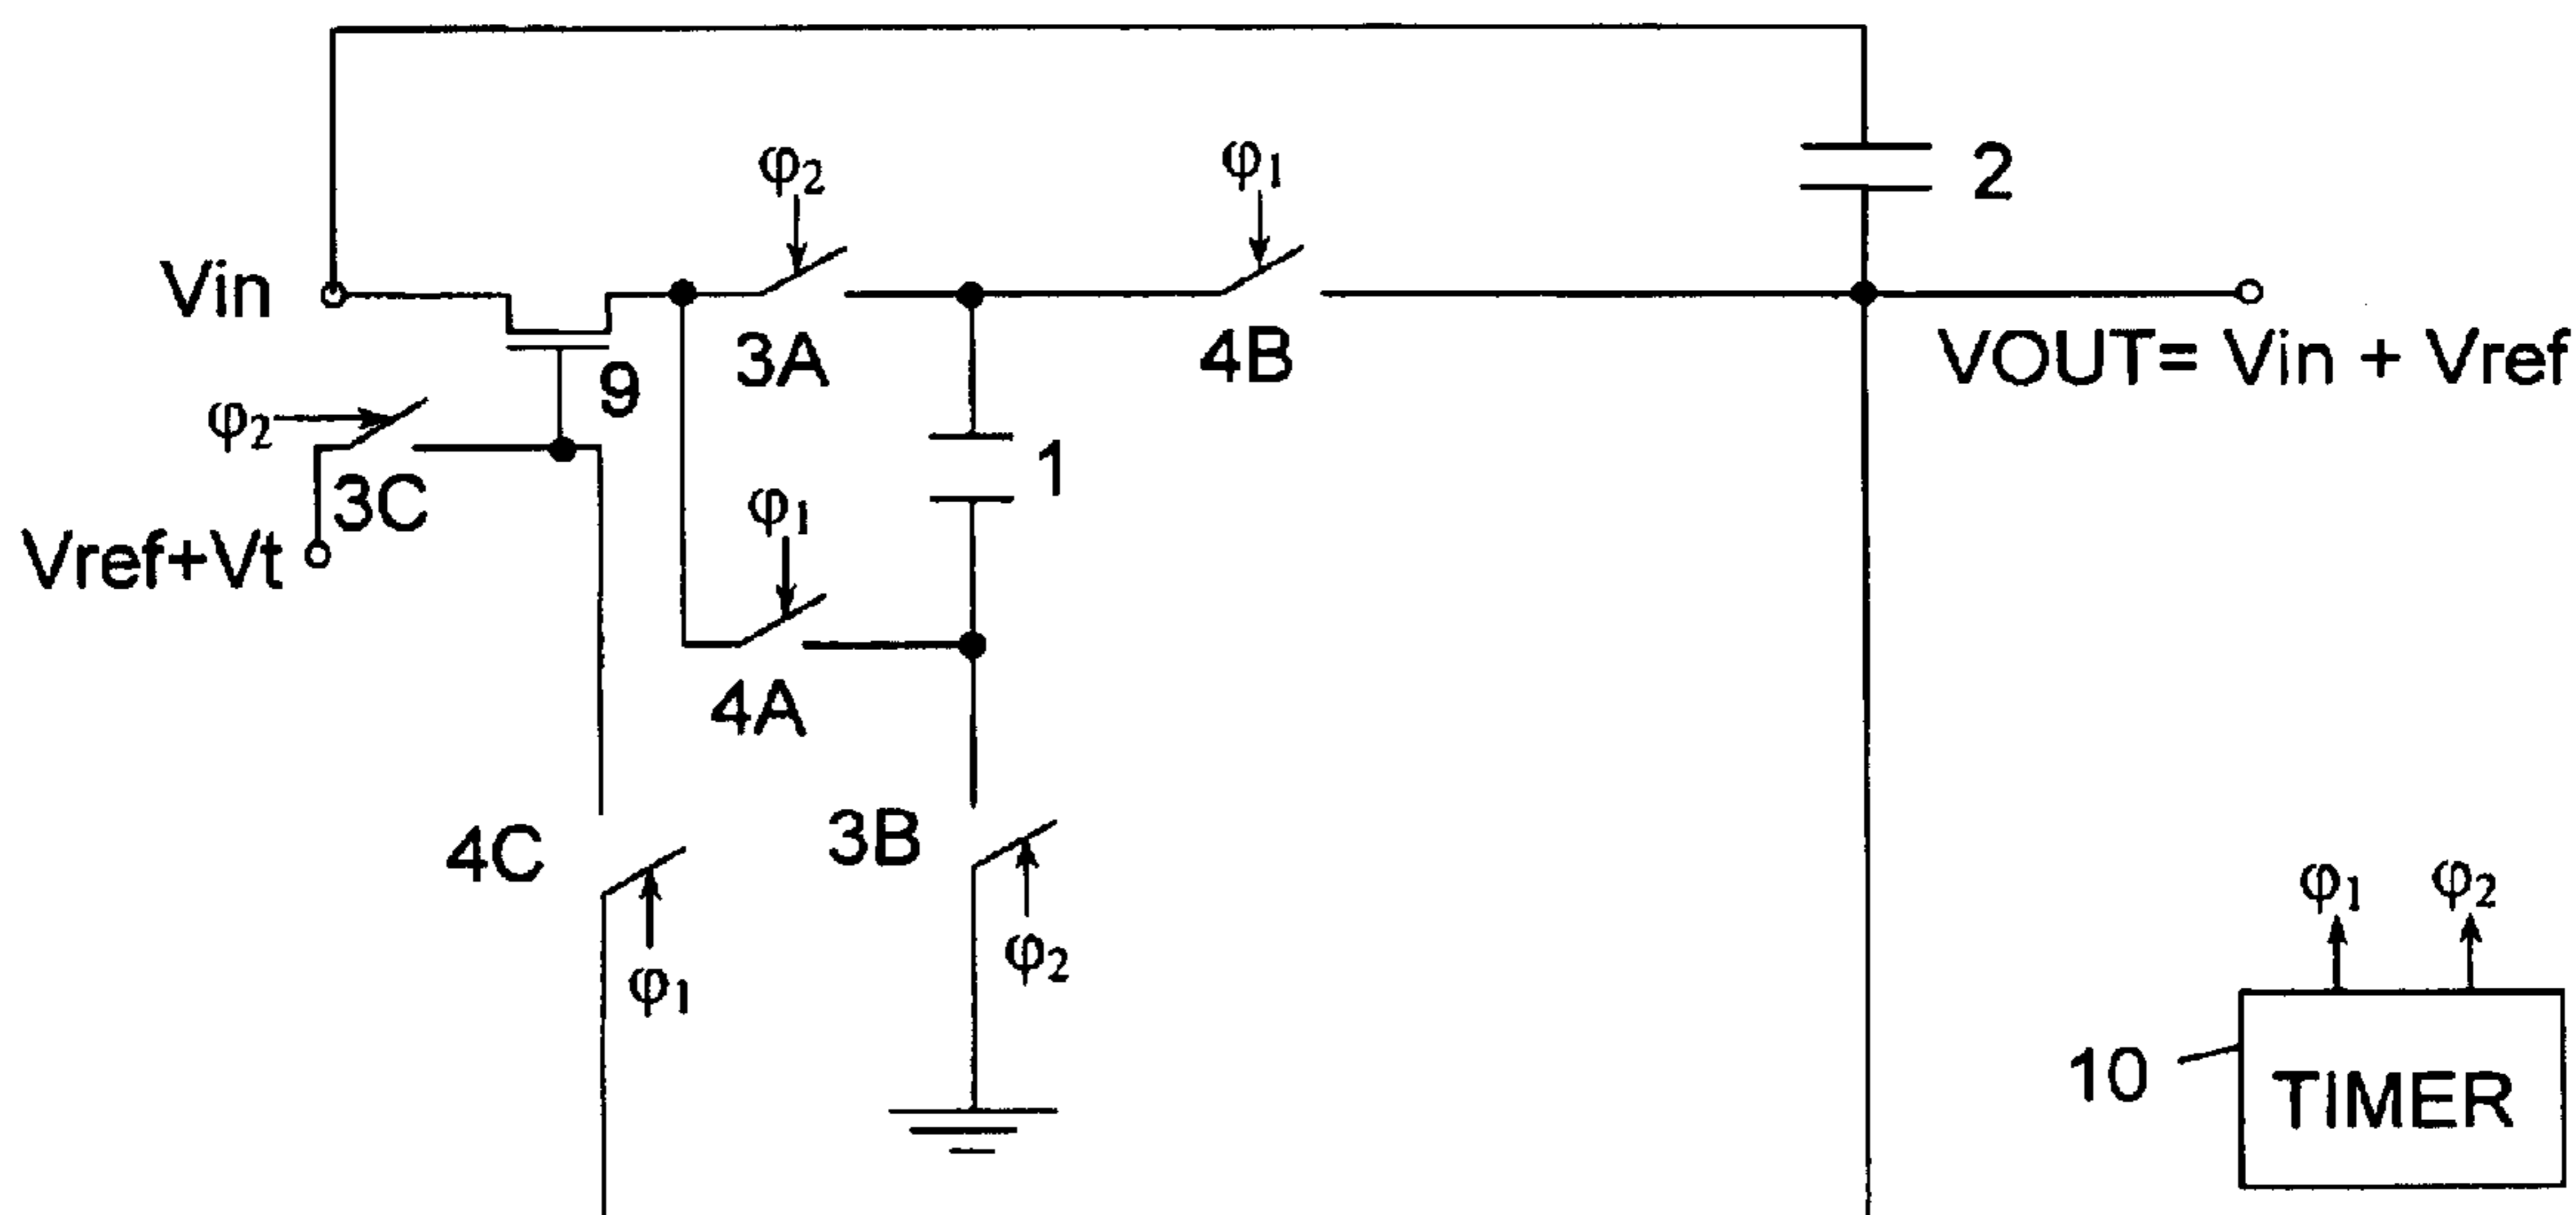 φ2
φ1
2
Vin
3A
4B
VOUT= Vin + Vref
9
φ2
3C
1
φ1
Vref+Vt
4A
4C
3B
φ1
φ2
φ1
φ2
10
TIMER